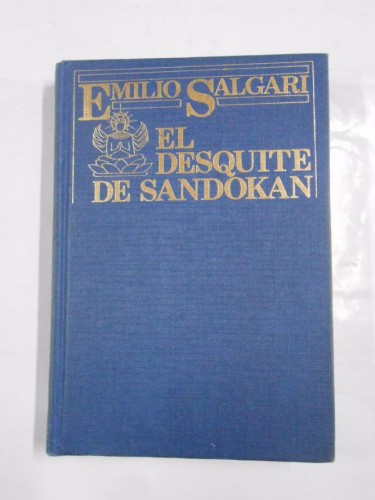 EMILIO SALGARI
EL
DESQUITE
DE SANDOKAN